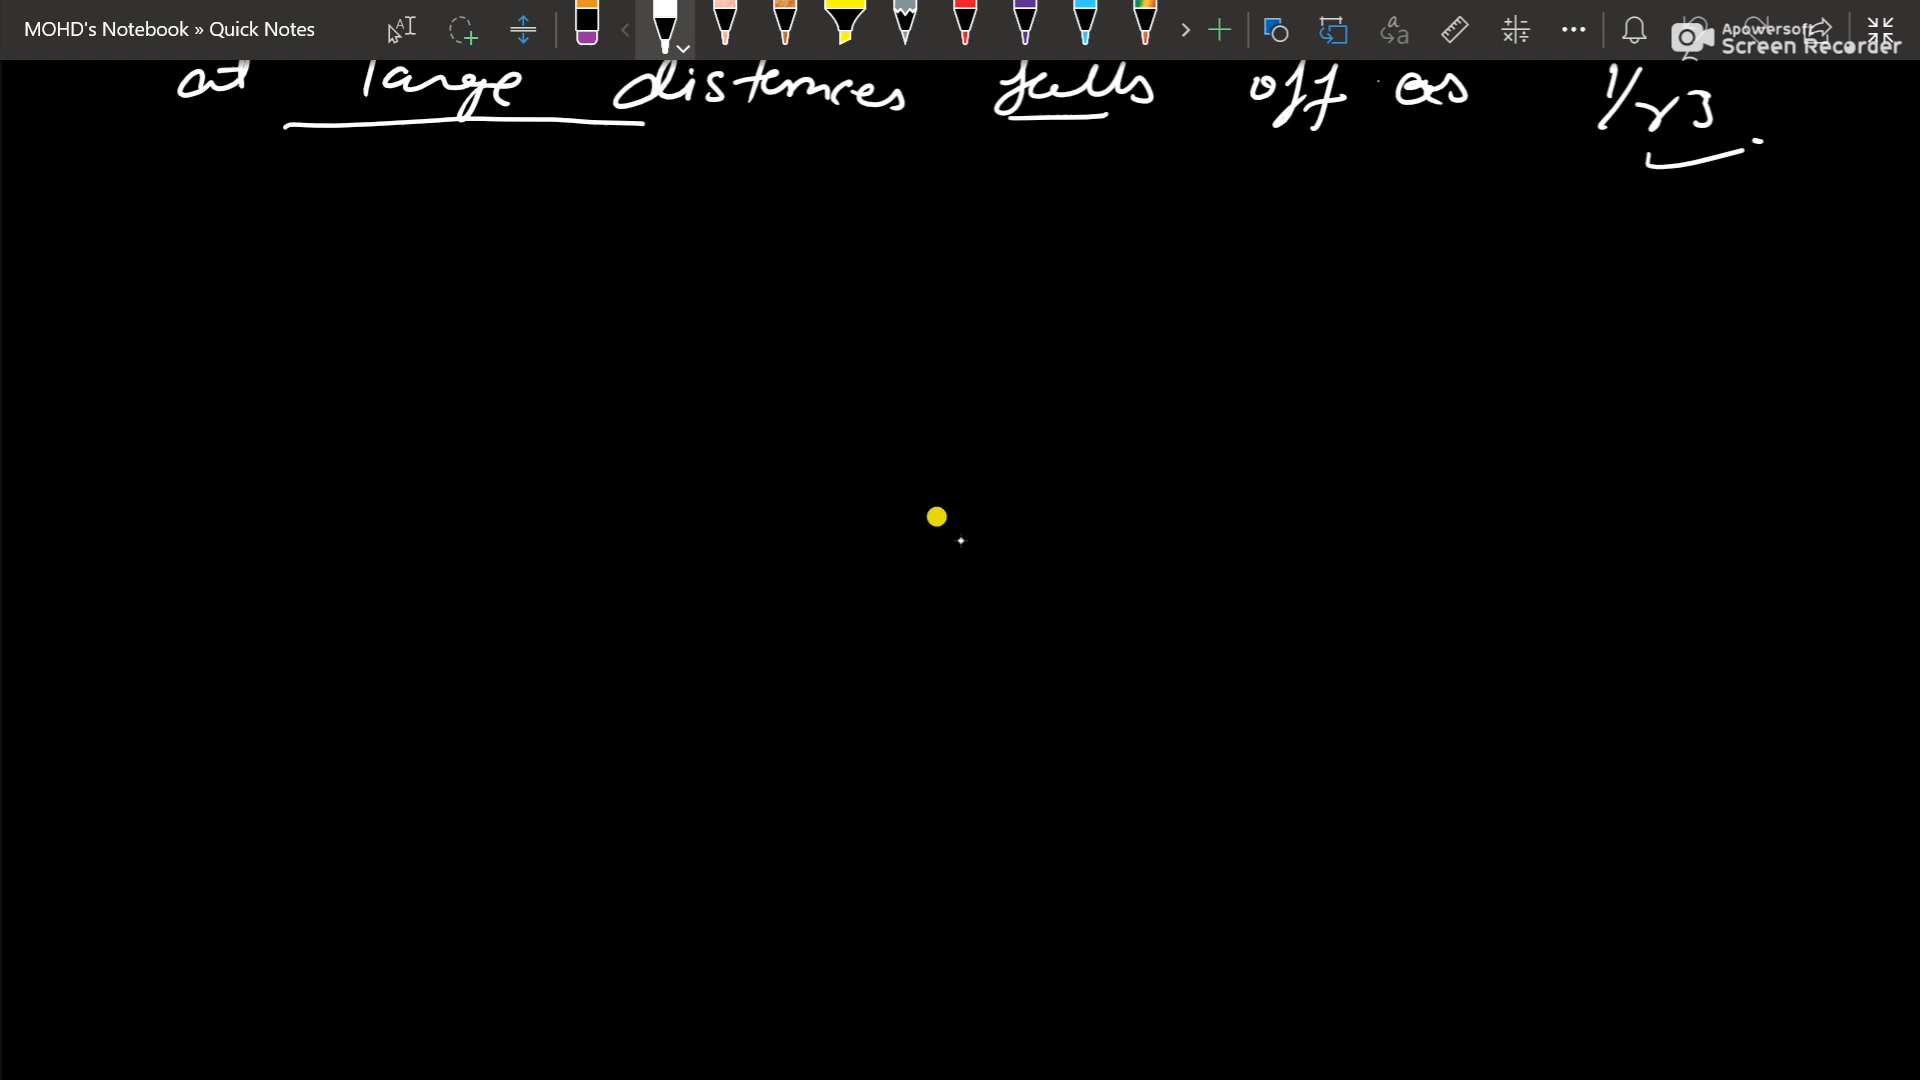 MOHD's Notebook » Quick Notes
Apowersoft
Screen Recorder
at large distances falls off as 1/r3.